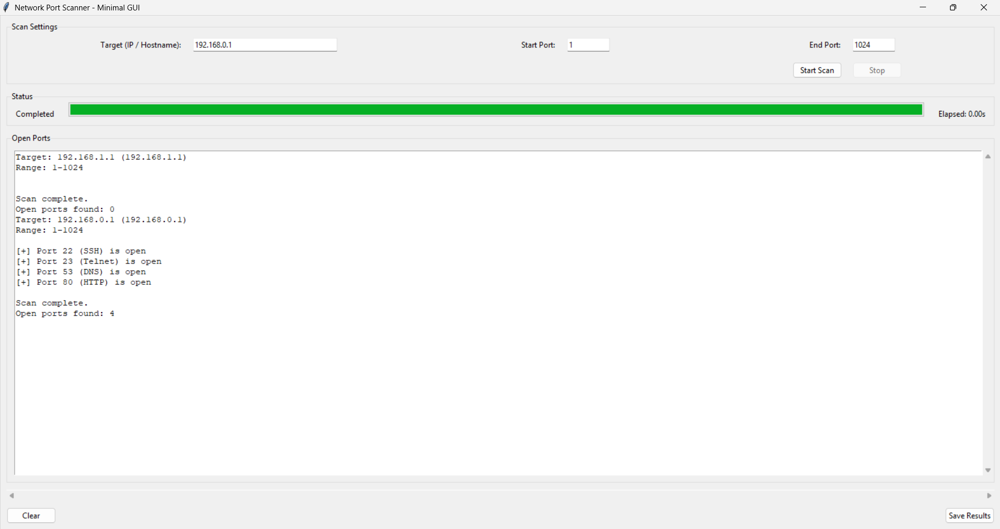 Network Port Scanner - Minimal GUI
Scan Settings
Target (IP / Hostname): 192.168.0.1 Start Port: 1 End Port: 1024
Start Scan Stop
Status
Completed Elapsed: 0.00s
Open Ports
Target: 192.168.1.1 (192.168.1.1)
Range: 1-1024
Scan complete.
Open ports found: 0
Target: 192.168.0.1 (192.168.0.1)
Range: 1-1024
[+] Port 22 (SSH) is open
[+] Port 23 (Telnet) is open
[+] Port 53 (DNS) is open
[+] Port 80 (HTTP) is open
Scan complete.
Open ports found: 4
Clear Save Results